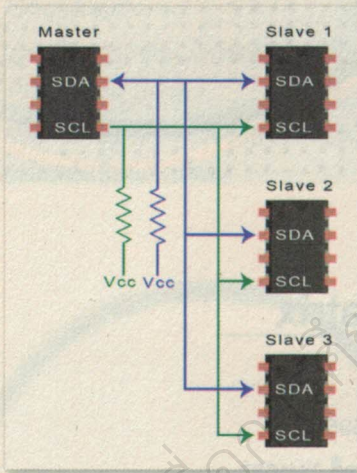 Master
Slave 1
SDA
SDA
SCL
SCL
Slave 2
SDA
SCL
Vcc Vcc
Slave 3
SDA
SCL